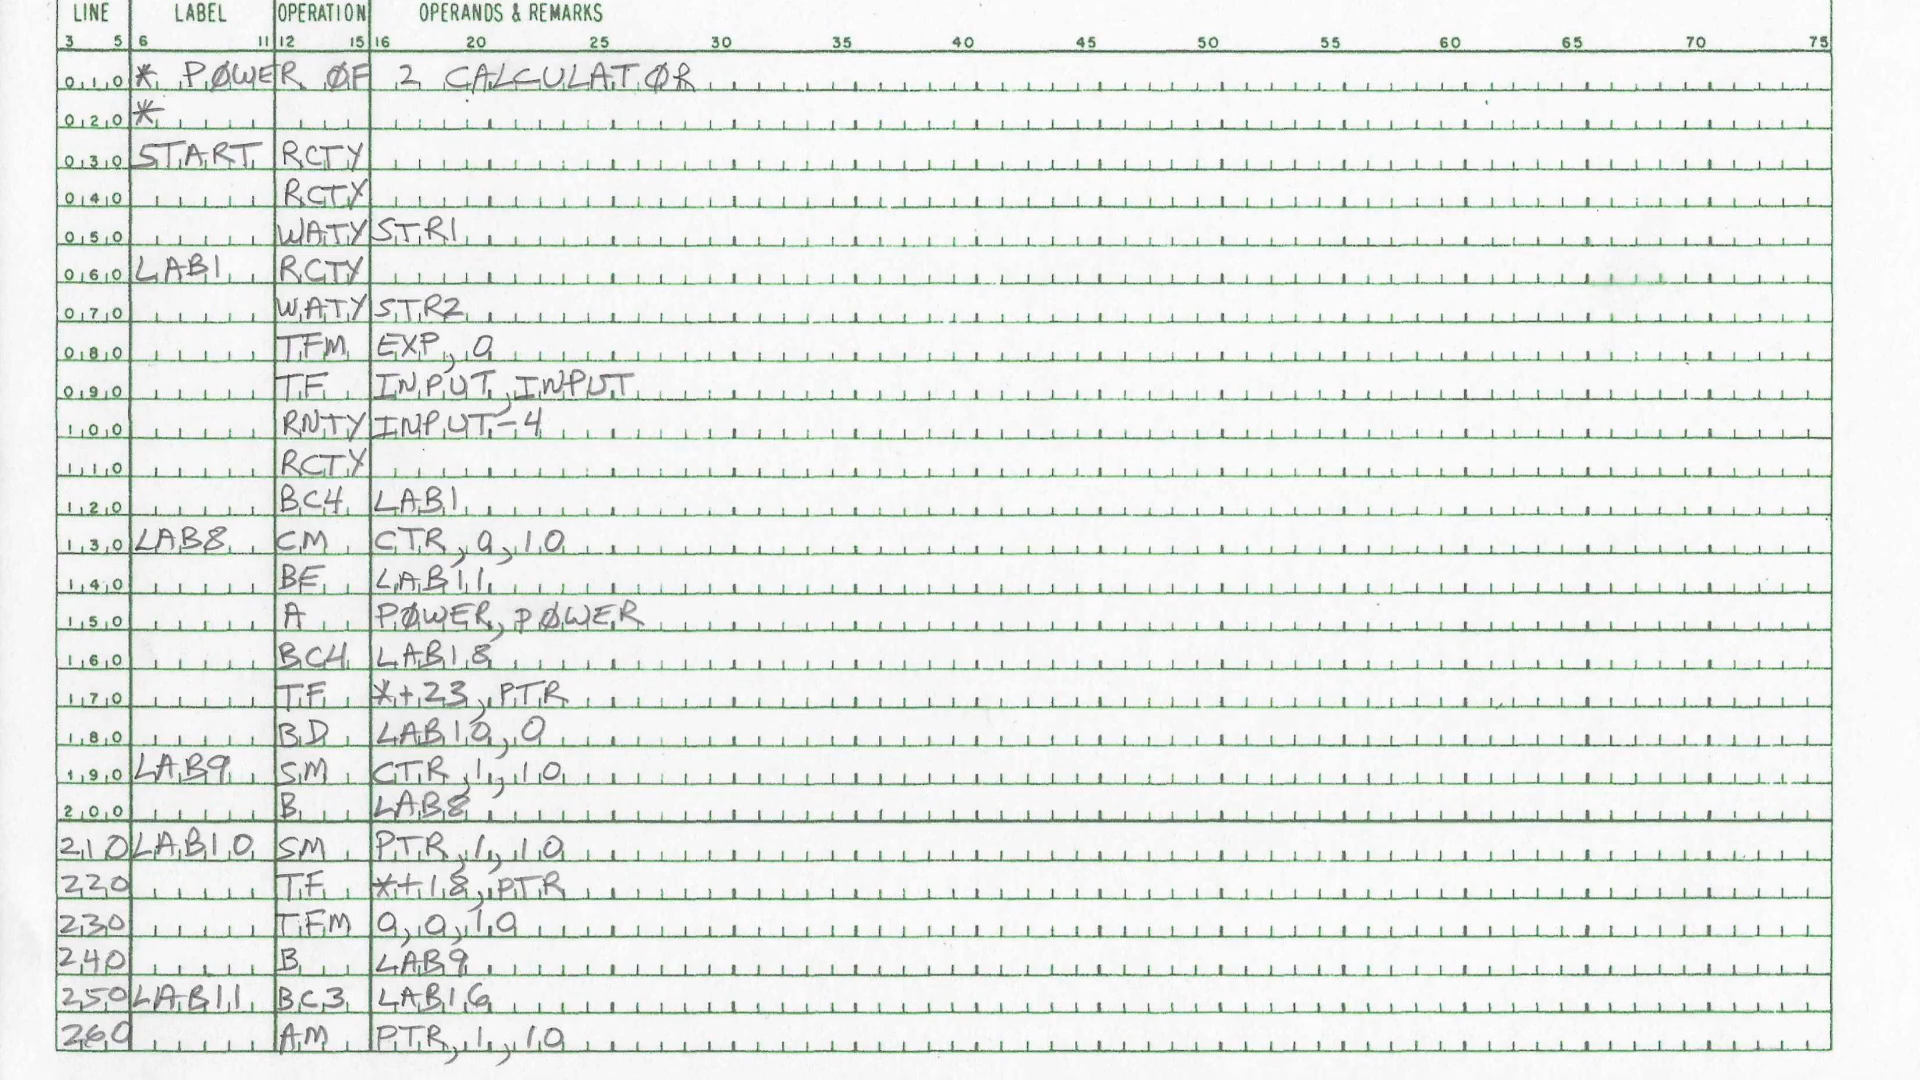 LINE LABEL OPERATION OPERANDS & REMARKS
3 5 6 11 12 15 16 20 25 30 35 40 45 50 55 60 65 70 75
010 * PØWER ØF 2 CALCULATØR
020 *
030 START RCTY
040 RCTY
050 WATY STR1
060 LAB1 RCTY
070 WATY STR2
080 TFM EXP, 0
090 TF INPUT, INPUT
100 RNTY INPUT-4
110 RCTY
120 BC4 LAB1
130 LAB8 CM CTR, 0, 10
140 BE LAB11
150 A PØWER, PØWER
160 BC4 LAB18
170 TF *+23, PTR
180 BD LAB10, 0
190 LAB9 SM CTR, 1, 10
200 B LAB8
210 LAB10 SM PTR, 1, 10
220 TF *+18, PTR
230 TFM 0, 0, 10
240 B LAB9
250 LAB11 BC3 LAB16
260 AM PTR, 1, 10